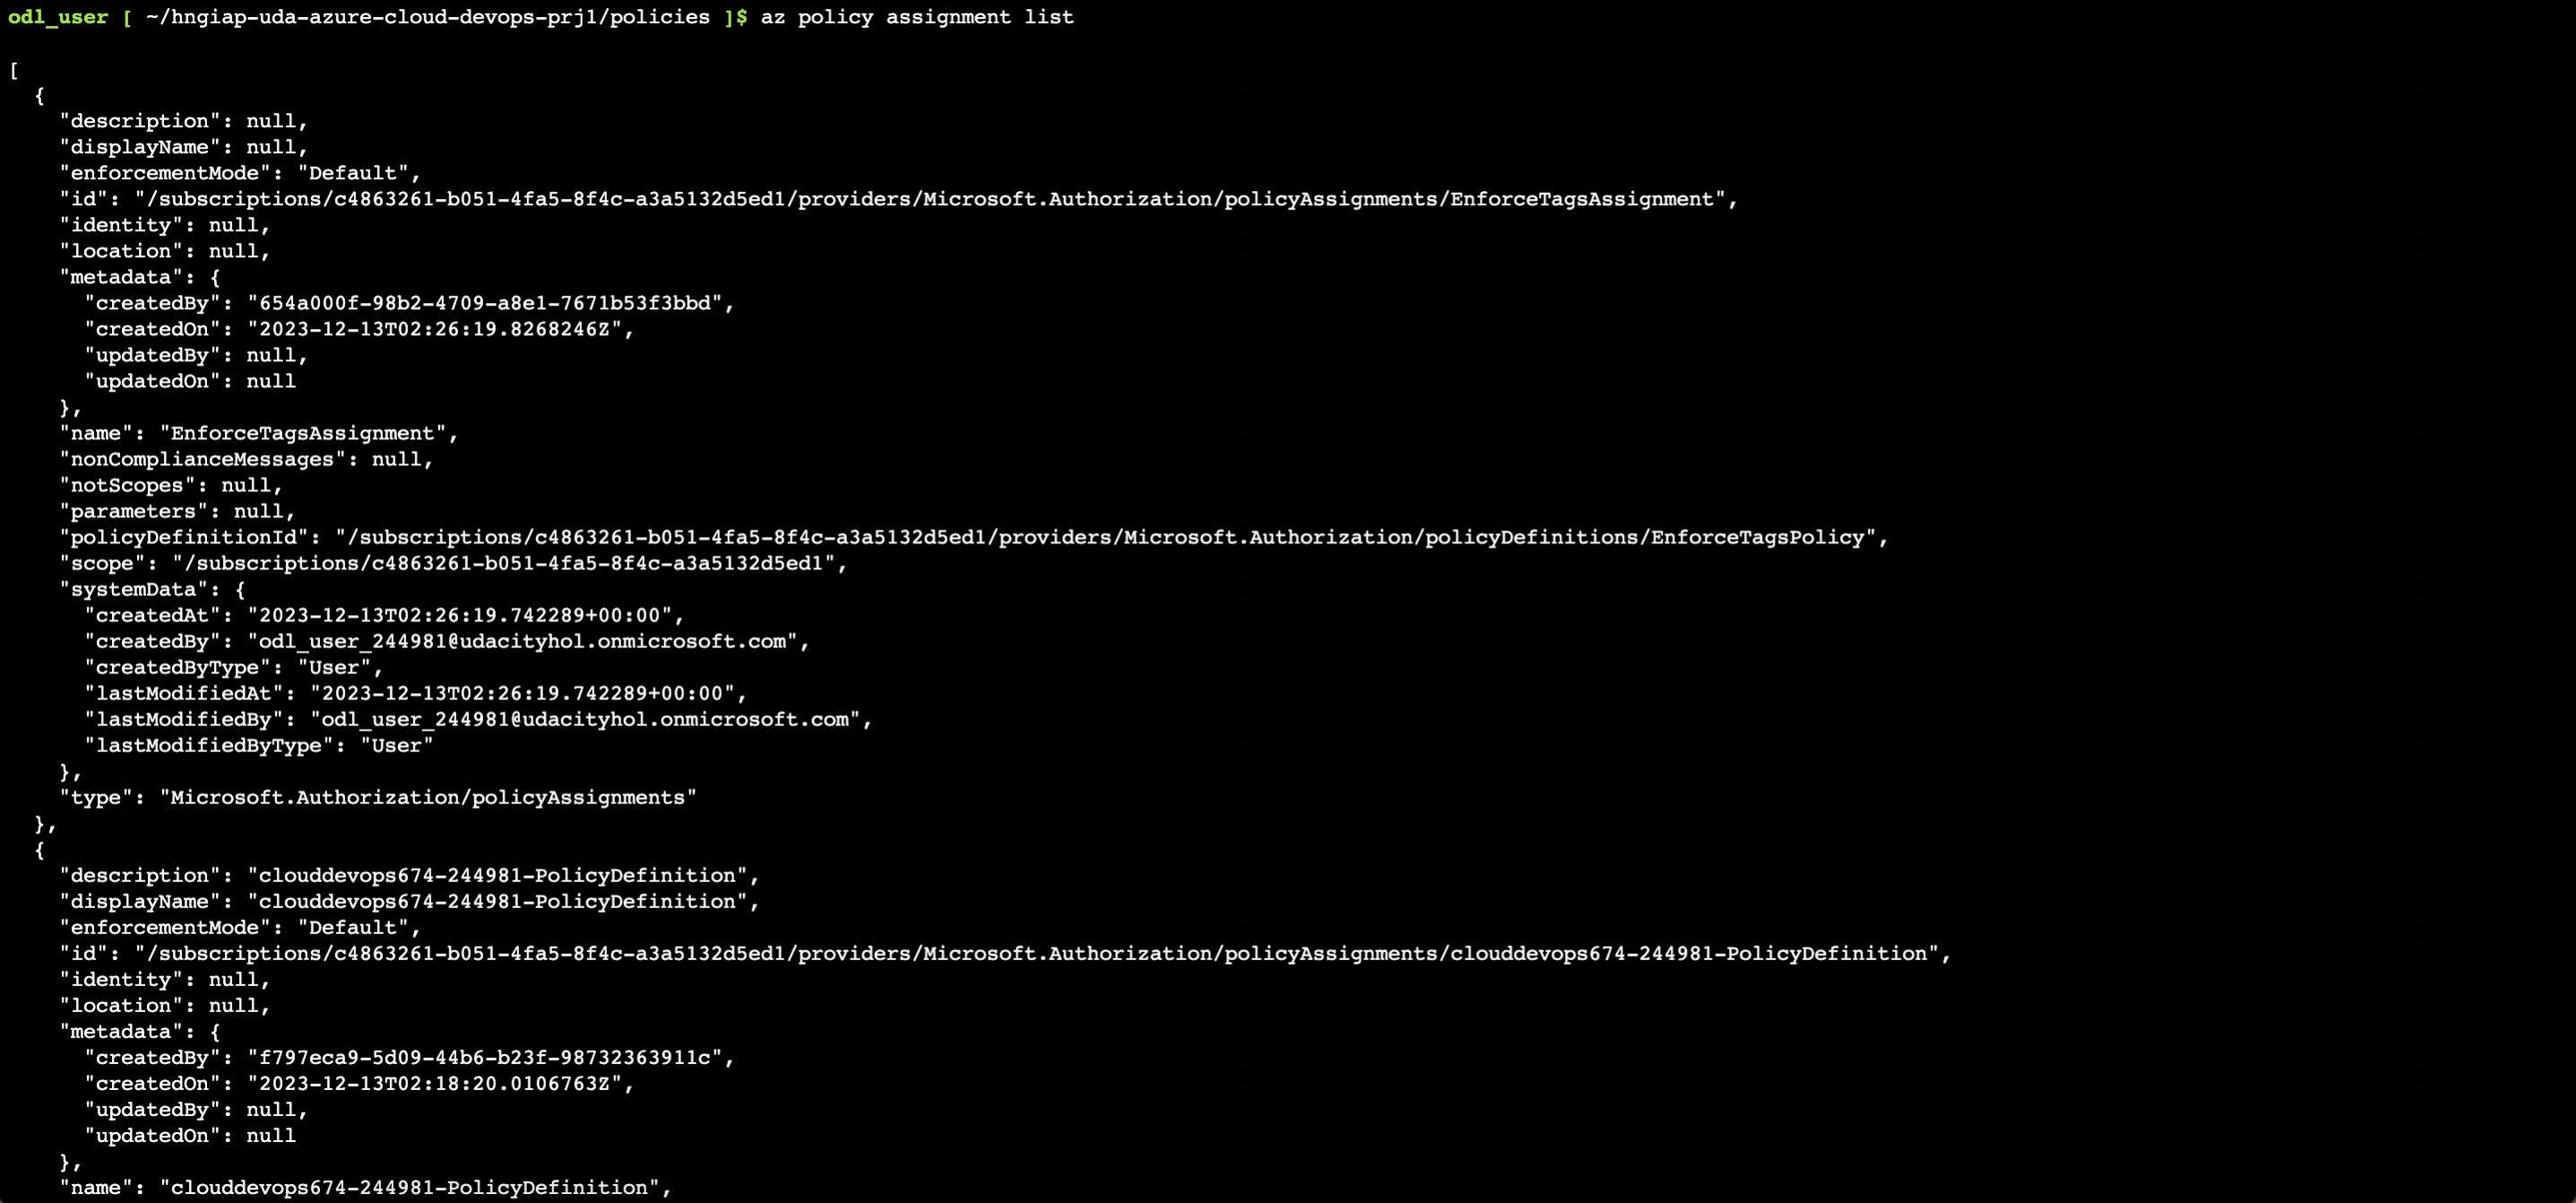 odl_user [ ~/hngiap-uda-azure-cloud-devops-prj1/policies ]$ az policy assignment list
[
  {
    "description": null,
    "displayName": null,
    "enforcementMode": "Default",
    "id": "/subscriptions/c4863261-b051-4fa5-8f4c-a3a5132d5ed1/providers/Microsoft.Authorization/policyAssignments/EnforceTagsAssignment",
    "identity": null,
    "location": null,
    "metadata": {
      "createdBy": "654a000f-98b2-4709-a8e1-7671b53f3bbd",
      "createdOn": "2023-12-13T02:26:19.8268246Z",
      "updatedBy": null,
      "updatedOn": null
    },
    "name": "EnforceTagsAssignment",
    "nonComplianceMessages": null,
    "notScopes": null,
    "parameters": null,
    "policyDefinitionId": "/subscriptions/c4863261-b051-4fa5-8f4c-a3a5132d5ed1/providers/Microsoft.Authorization/policyDefinitions/EnforceTagsPolicy",
    "scope": "/subscriptions/c4863261-b051-4fa5-8f4c-a3a5132d5ed1",
    "systemData": {
      "createdAt": "2023-12-13T02:26:19.742289+00:00",
      "createdBy": "odl_user_244981@udacityhol.onmicrosoft.com",
      "createdByType": "User",
      "lastModifiedAt": "2023-12-13T02:26:19.742289+00:00",
      "lastModifiedBy": "odl_user_244981@udacityhol.onmicrosoft.com",
      "lastModifiedByType": "User"
    },
    "type": "Microsoft.Authorization/policyAssignments"
  },
  {
    "description": "clouddevops674-244981-PolicyDefinition",
    "displayName": "clouddevops674-244981-PolicyDefinition",
    "enforcementMode": "Default",
    "id": "/subscriptions/c4863261-b051-4fa5-8f4c-a3a5132d5ed1/providers/Microsoft.Authorization/policyAssignments/clouddevops674-244981-PolicyDefinition",
    "identity": null,
    "location": null,
    "metadata": {
      "createdBy": "f797eca9-5d09-44b6-b23f-98732363911c",
      "createdOn": "2023-12-13T02:18:20.0106763Z",
      "updatedBy": null,
      "updatedOn": null
    },
    "name": "clouddevops674-244981-PolicyDefinition",